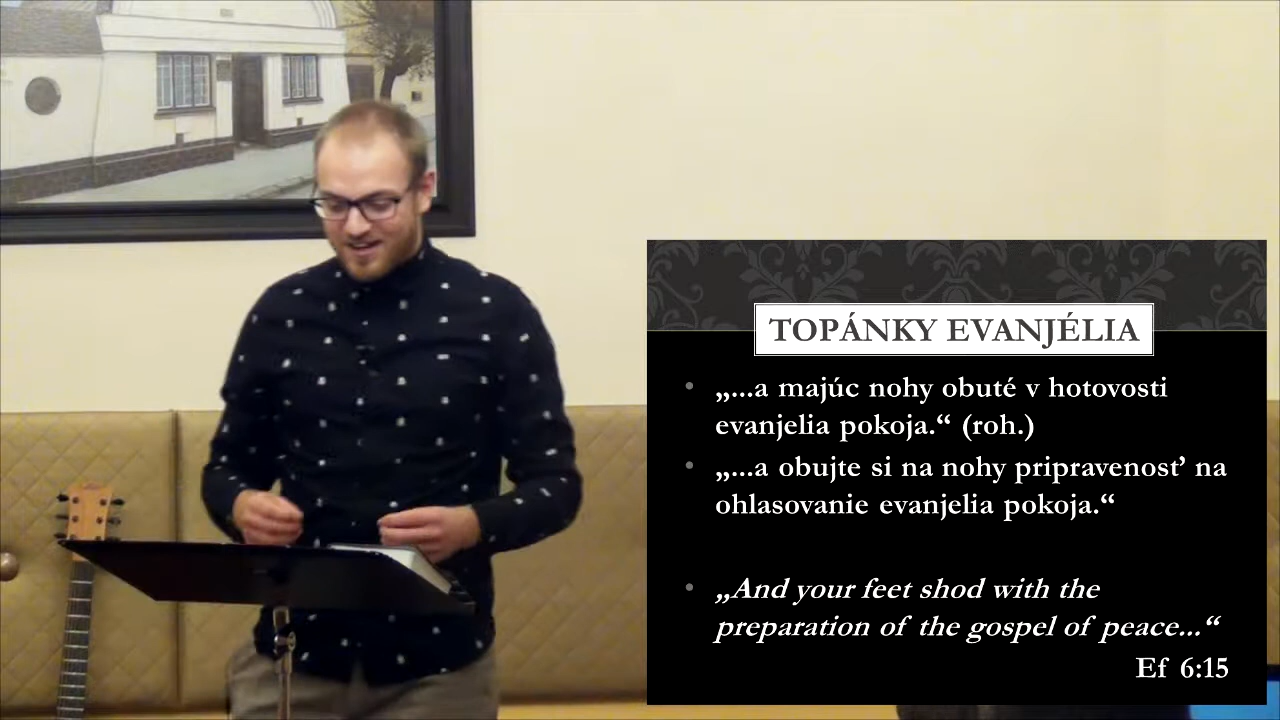 TOPÁNKY EVANJÉLIA
„...a majúc nohy obuté v hotovosti
evanjelia pokoja.“ (roh.)
„...a obujte si na nohy pripravenosť na
ohlasovanie evanjelia pokoja.“
„And your feet shod with the
preparation of the gospel of peace...“
Ef 6:15